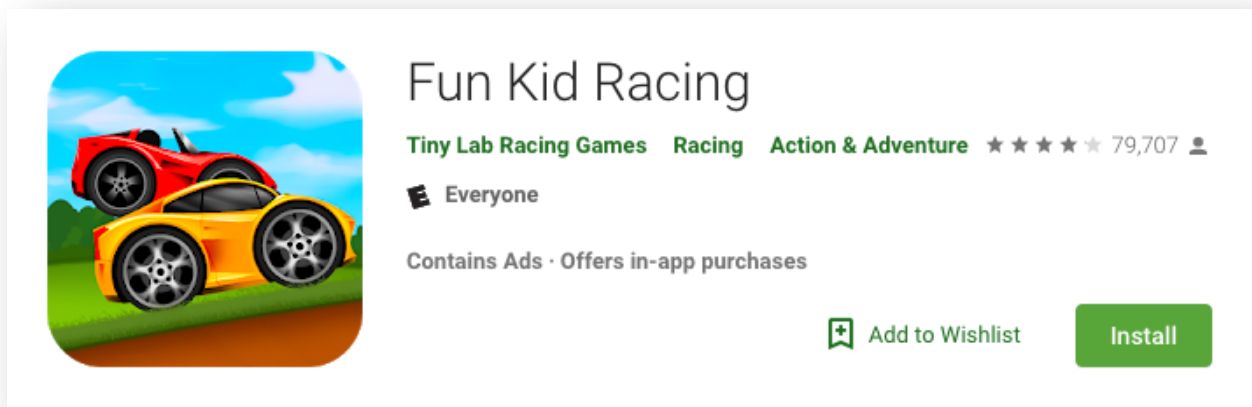 Fun Kid Racing
Tiny Lab Racing Games Racing Action & Adventure 79,707
E Everyone
Contains Ads · Offers in-app purchases
Add to Wishlist Install